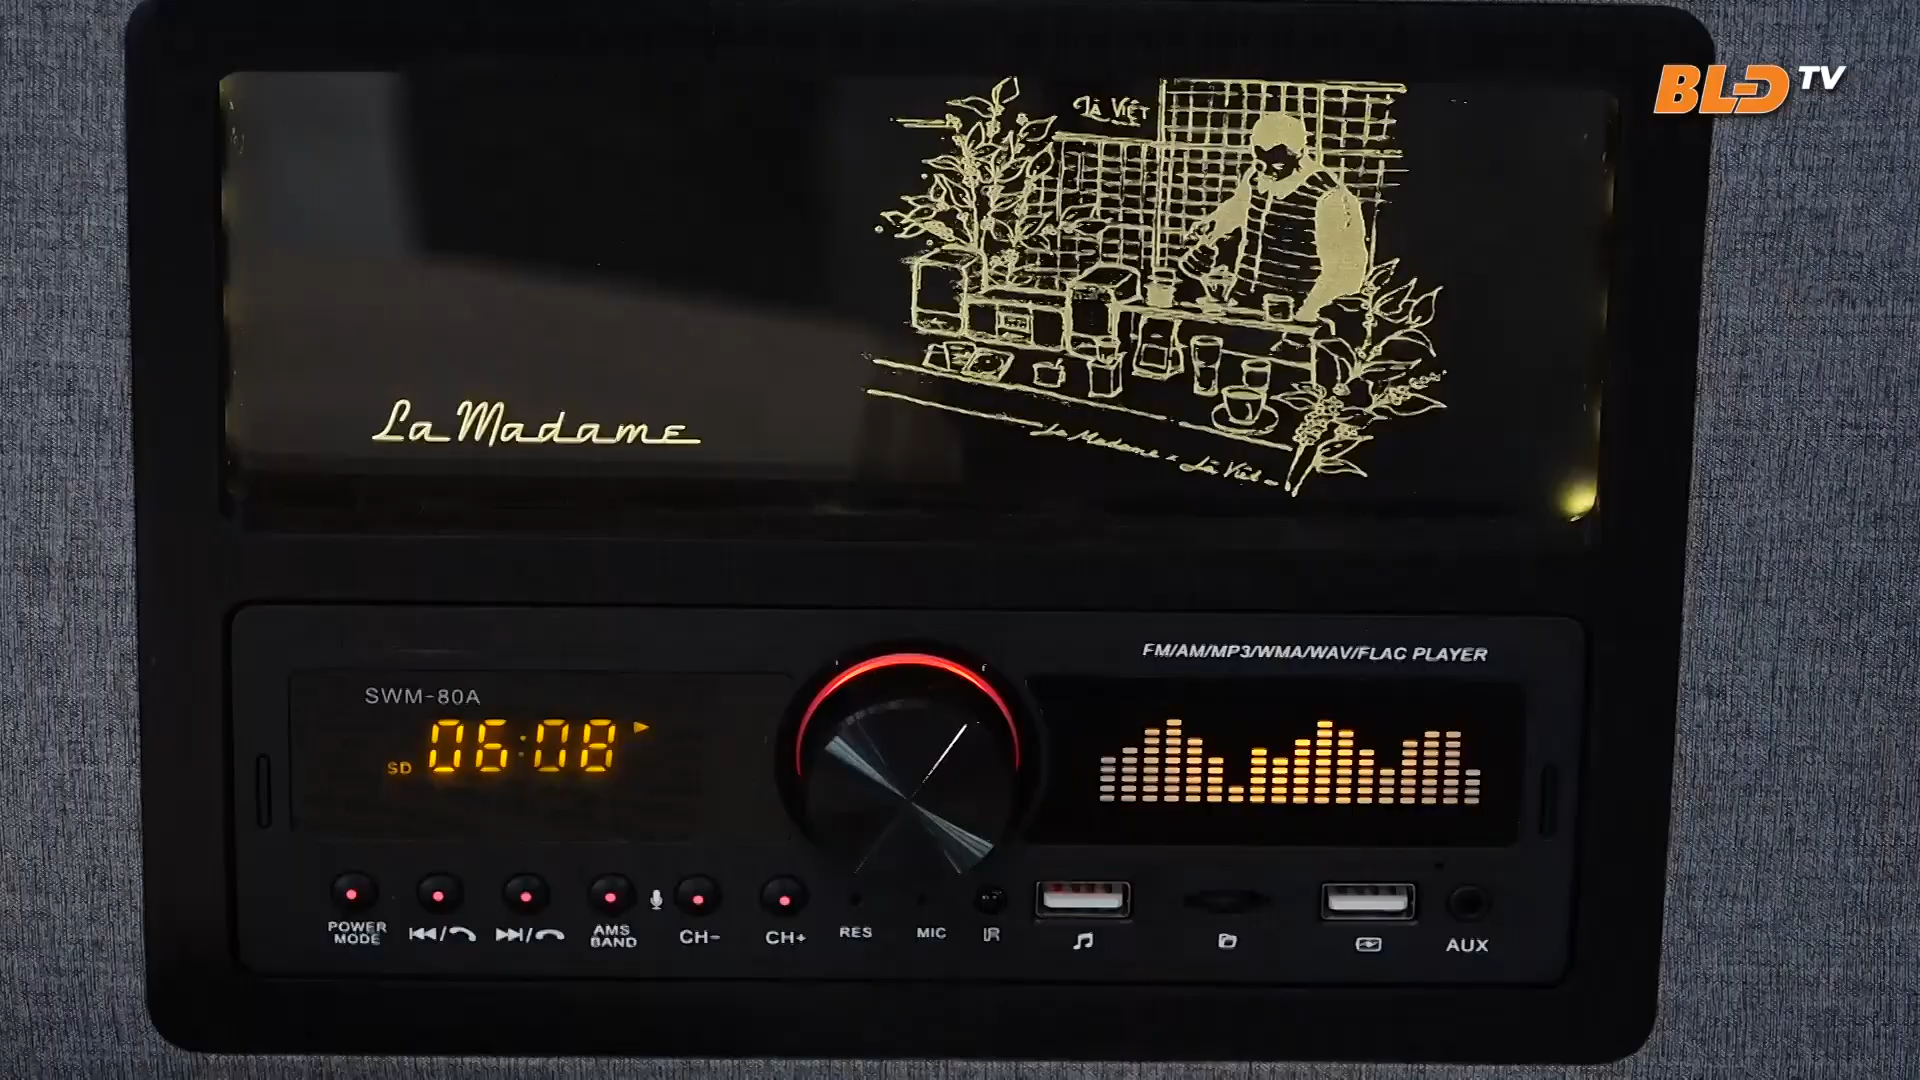 BLD TV
Là Việt
La Madame
La Madame x Là Việt
FM/AM/MP3/WMA/WAV/FLAC PLAYER
SWM-80A
SD 06:08
POWER MODE
AMS BAND
CH-
CH+
RES
MIC
IR
AUX